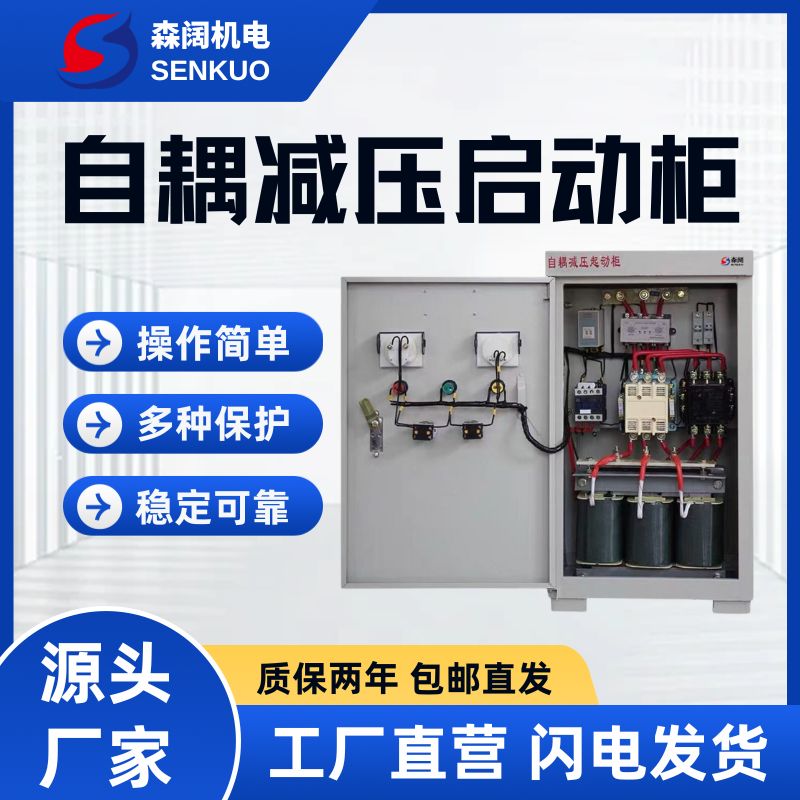 森阔机电
SENKUO
自耦减压启动柜
自耦减压起动柜
森阔
操作简单
多种保护
稳定可靠
源头
厂家
质保两年 包邮直发
工厂直营 闪电发货